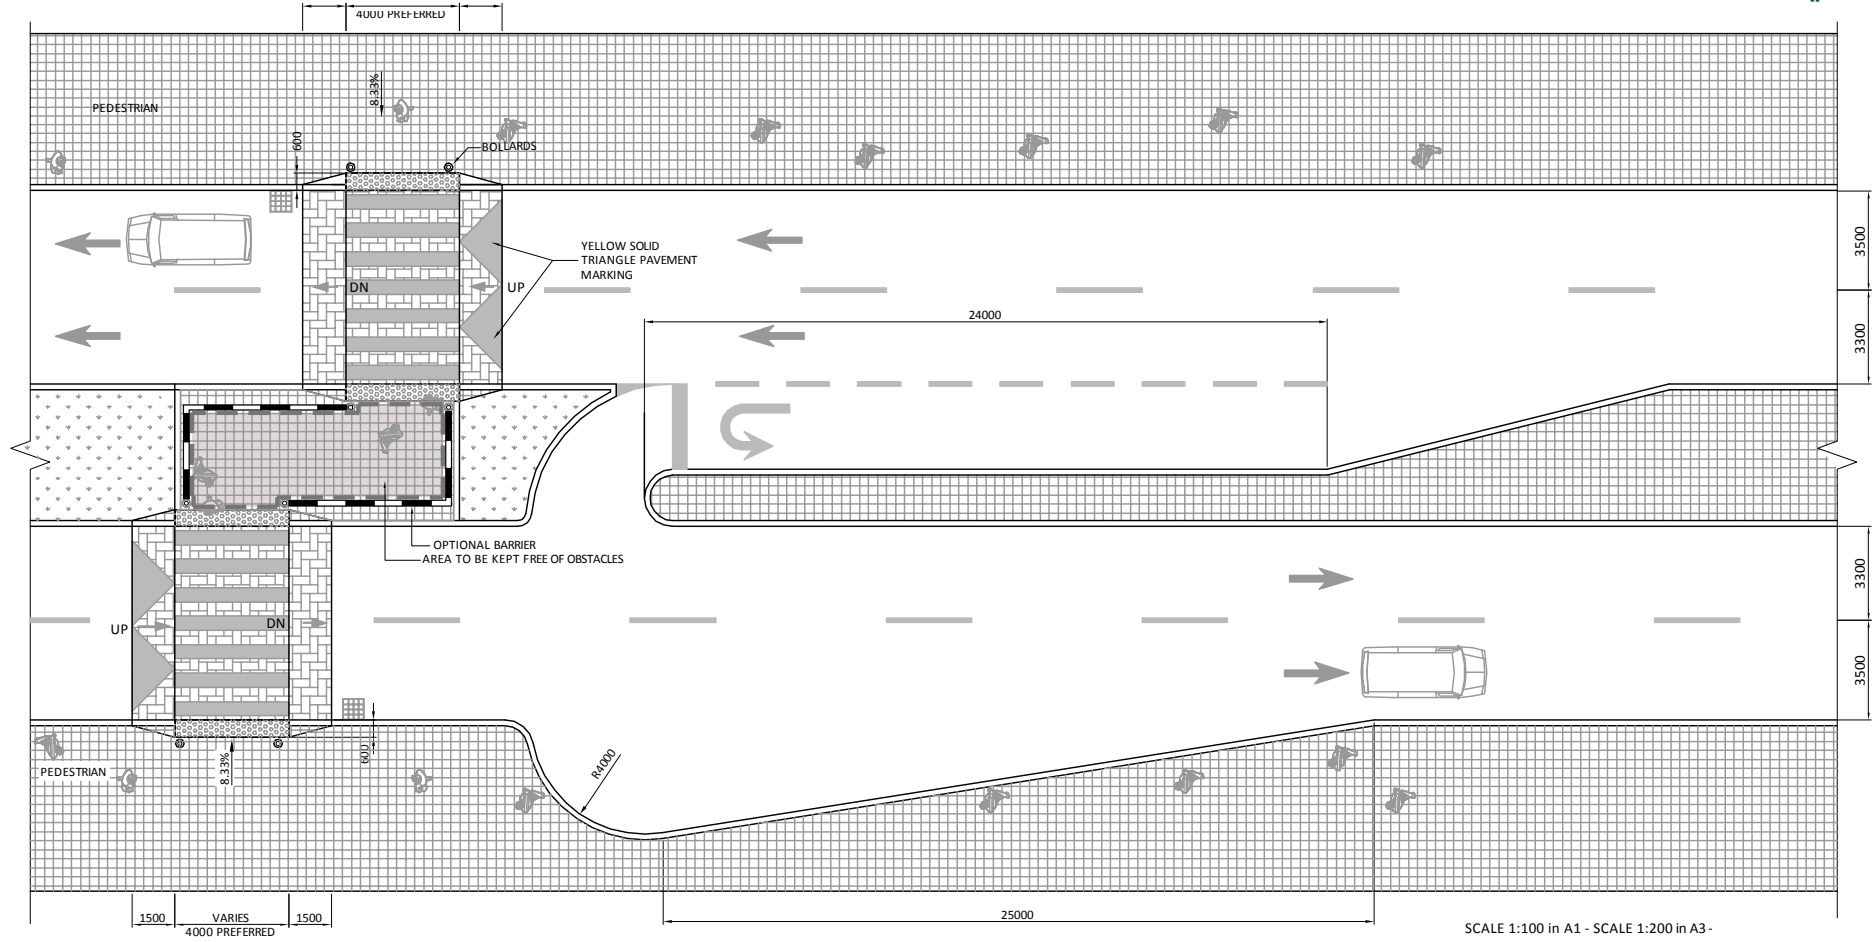 4000 PREFERRED
8.33%
PEDESTRIAN
600
BOLLARDS
3500
YELLOW SOLID
TRIANGLE PAVEMENT
MARKING
DN
UP
24000
3300
OPTIONAL BARRIER
AREA TO BE KEPT FREE OF OBSTACLES
3300
UP
DN
3500
600
R4000
PEDESTRIAN
8.33%
1500
VARIES
1500
4000 PREFERRED
25000
SCALE 1:100 in A1 - SCALE 1:200 in A3 -